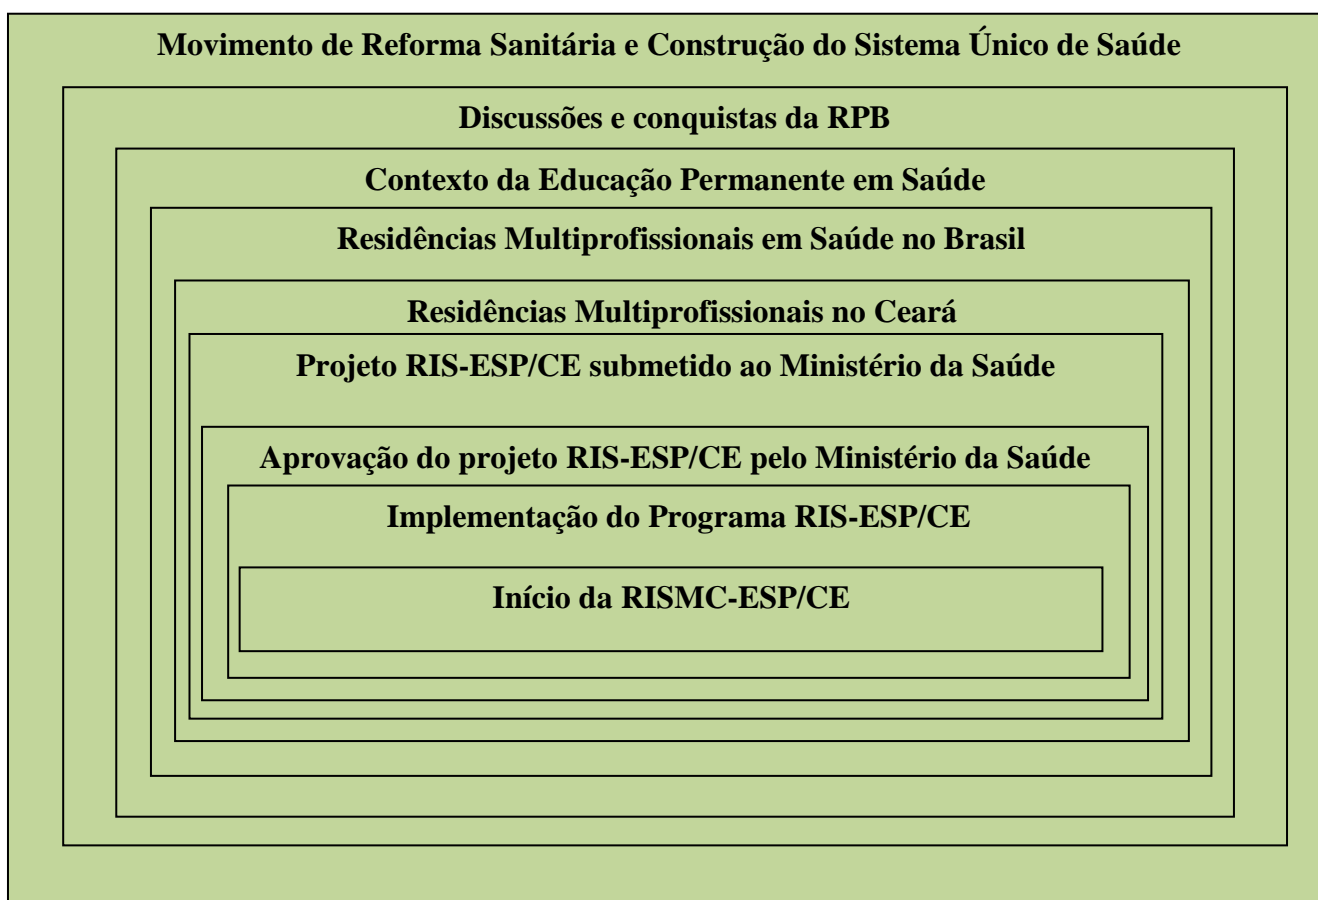 Movimento de Reforma Sanitária e Construção do Sistema Único de Saúde
Discussões e conquistas da RPB
Contexto da Educação Permanente em Saúde
Residências Multiprofissionais em Saúde no Brasil
Residências Multiprofissionais no Ceará
Projeto RIS-ESP/CE submetido ao Ministério da Saúde
Aprovação do projeto RIS-ESP/CE pelo Ministério da Saúde
Implementação do Programa RIS-ESP/CE
Início da RISMC-ESP/CE